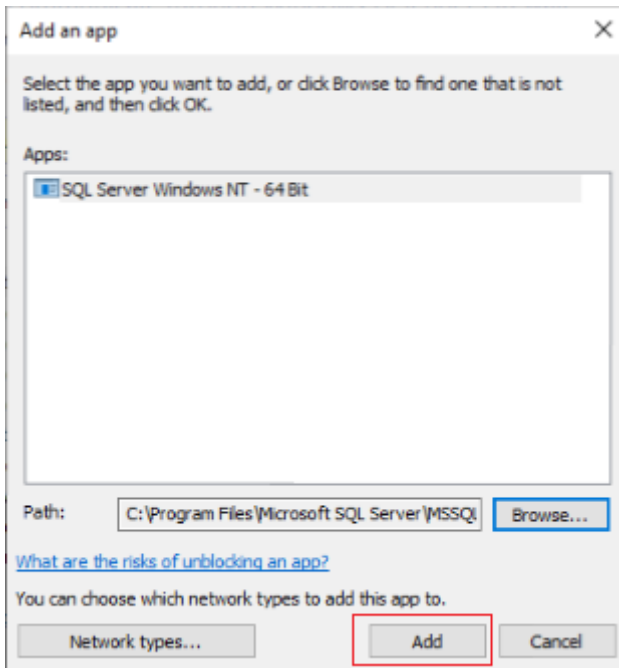 Add an app
Select the app you want to add, or click Browse to find one that is not
listed, and then click OK.
Apps:
SQL Server Windows NT - 64 Bit
Path:
C:\Program Files\Microsoft SQL Server\MSSQL
Browse...
What are the risks of unblocking an app?
You can choose which network types to add this app to.
Network types...
Add
Cancel